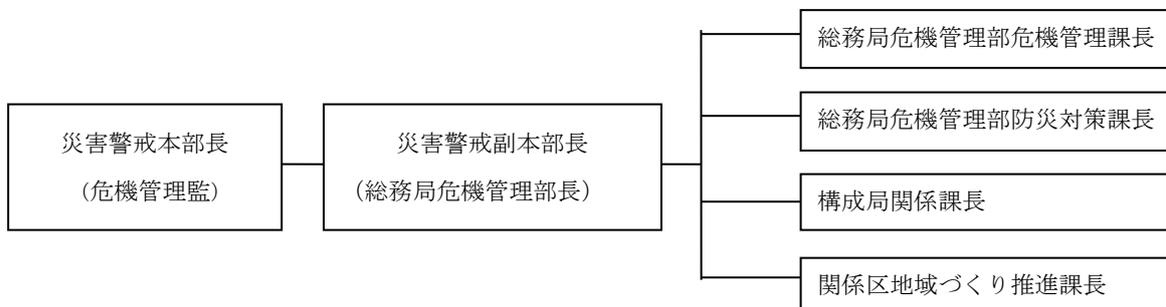 災害警戒本部長
(危機管理監)
災害警戒副本部長
(総務局危機管理部長)
総務局危機管理部危機管理課長
総務局危機管理部防災対策課長
構成局関係課長
関係区地域づくり推進課長